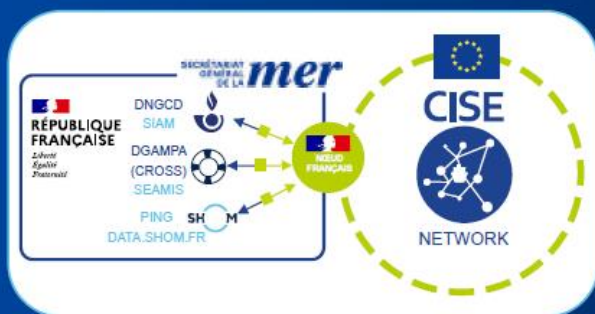 SECRÉTARIAT
GÉNÉRAL
DE LA
mer
RÉPUBLIQUE
FRANÇAISE
Liberté
Égalité
Fraternité
DNGCD
SIAM
DGAMPA
(CROSS)
SEAMIS
PING
DATA.SHOM.FR
SHOM
NŒUD
FRANÇAIS
CISE
NETWORK